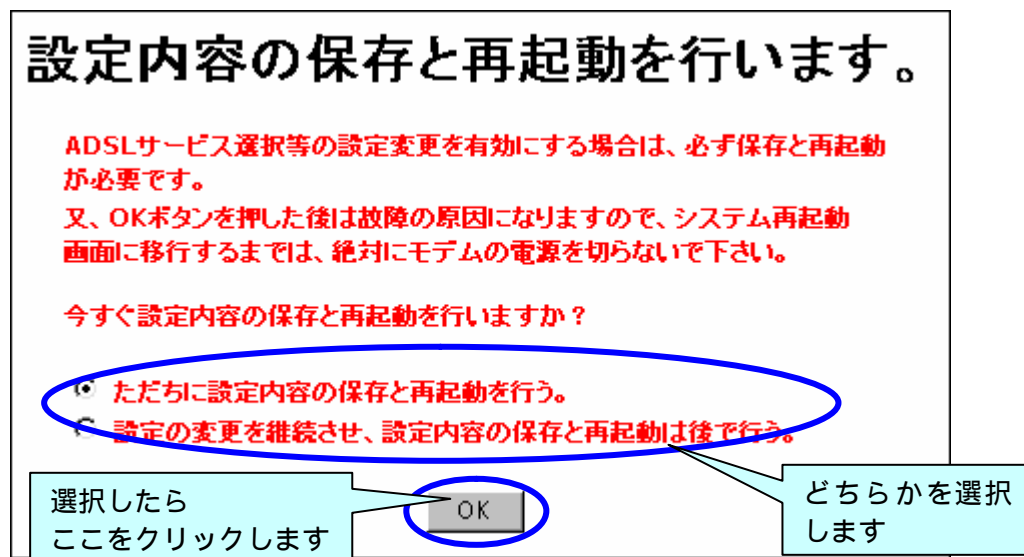 設定内容の保存と再起動を行います。
ADSLサービス選択等の設定変更を有効にする場合は、必ず保存と再起動
が必要です。
又、OKボタンを押した後は故障の原因になりますので、システム再起動
画面に移行するまでは、絶対にモデムの電源を切らないで下さい。
今すぐ設定内容の保存と再起動を行いますか？
ただちに設定内容の保存と再起動を行う。
設定の変更を継続させ、設定内容の保存と再起動は後で行う。
選択したら
ここをクリックします
OK
どちらかを選択
します